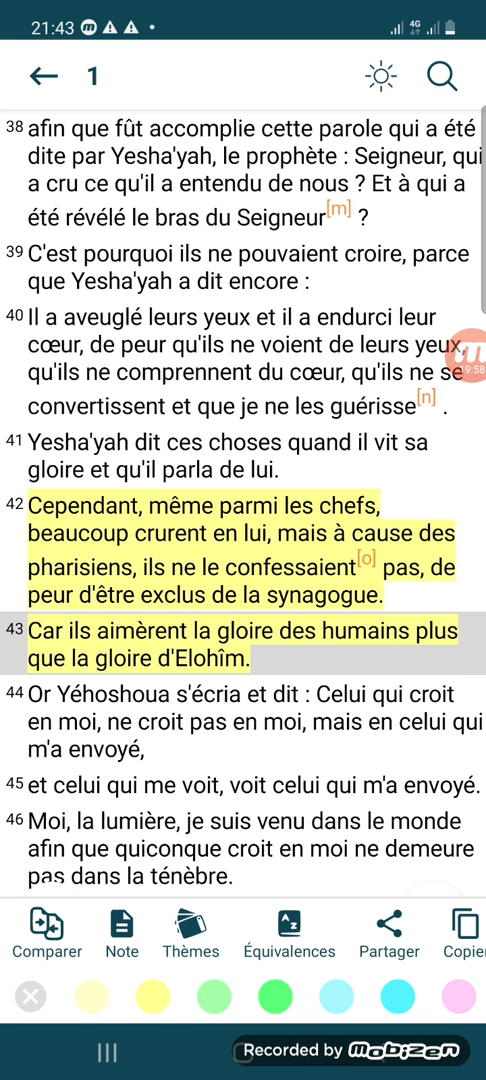 21:43
4G
1
38 afin que fût accomplie cette parole qui a été
dite par Yesha'yah, le prophète : Seigneur, qui
a cru ce qu'il a entendu de nous ? Et à qui a
été révélé le bras du Seigneur[m] ?
39 C'est pourquoi ils ne pouvaient croire, parce
que Yesha'yah a dit encore :
40 Il a aveuglé leurs yeux et il a endurci leur
cœur, de peur qu'ils ne voient de leurs yeux,
qu'ils ne comprennent du cœur, qu'ils ne se
19:58
convertissent et que je ne les guérisse[n] .
41 Yesha'yah dit ces choses quand il vit sa
gloire et qu'il parla de lui.
42 Cependant, même parmi les chefs,
beaucoup crurent en lui, mais à cause des
pharisiens, ils ne le confessaient[o] pas, de
peur d'être exclus de la synagogue.
43 Car ils aimèrent la gloire des humains plus
que la gloire d'Elohîm.
44 Or Yéhoshoua s'écria et dit : Celui qui croit
en moi, ne croit pas en moi, mais en celui qui
m'a envoyé,
45 et celui qui me voit, voit celui qui m'a envoyé.
46 Moi, la lumière, je suis venu dans le monde
afin que quiconque croit en moi ne demeure
pas dans la ténèbre.
Comparer Note Thèmes Équivalences Partager Copier
Recorded by Mobizen